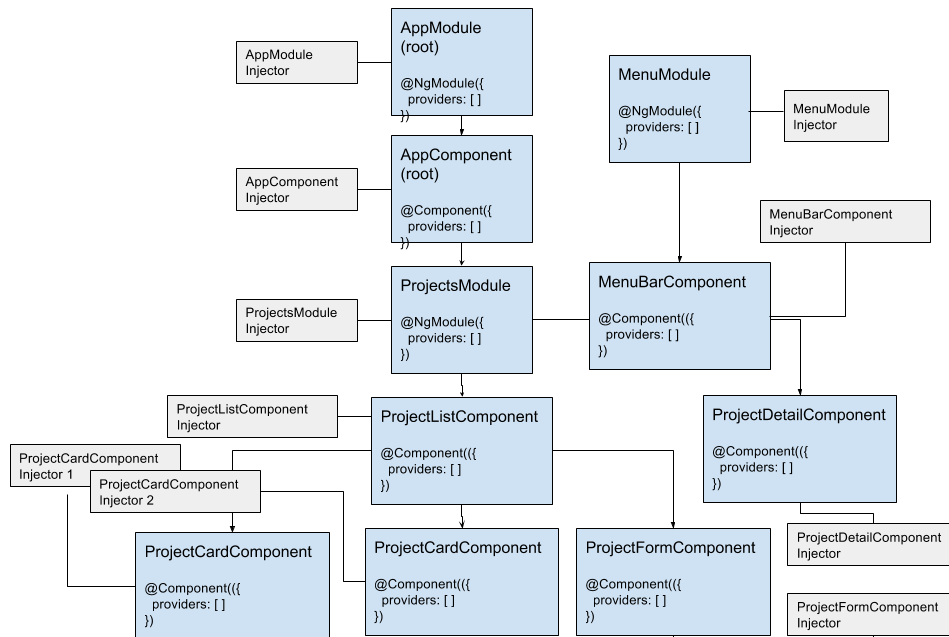 AppModule
(root)
@NgModule({
providers: [ ]
})
AppModule
Injector
MenuModule
@NgModule({
providers: [ ]
})
MenuModule
Injector
AppComponent
(root)
@Component({
providers: [ ]
})
AppComponent
Injector
MenuBarComponent
Injector
ProjectsModule
@NgModule({
providers: [ ]
})
ProjectsModule
Injector
MenuBarComponent
@Component(({
providers: [ ]
})
ProjectListComponent
Injector
ProjectListComponent
@Component(({
providers: [ ]
})
ProjectDetailComponent
@Component(({
providers: [ ]
})
ProjectCardComponent
Injector 1
ProjectCardComponent
Injector 2
ProjectCardComponent
@Component(({
providers: [ ]
})
ProjectCardComponent
@Component(({
providers: [ ]
})
ProjectFormComponent
@Component(({
providers: [ ]
})
ProjectDetailComponent
Injector
ProjectFormComponent
Injector